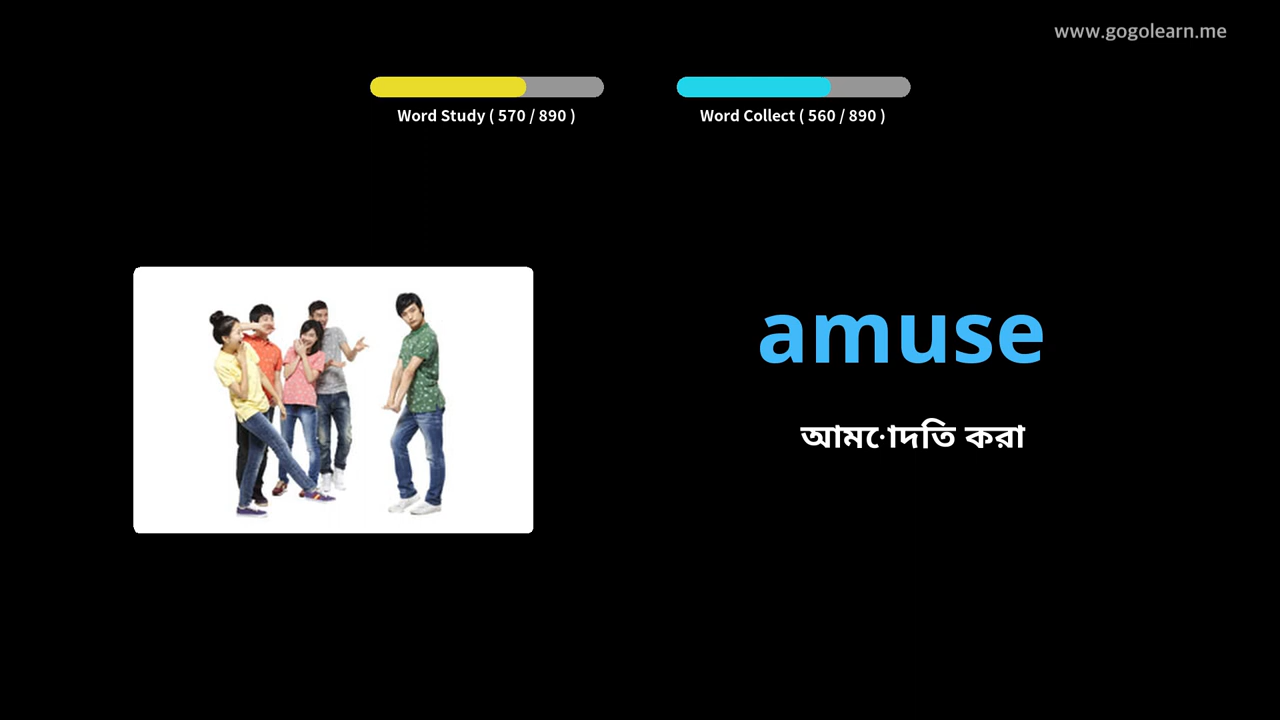 www.gogolearn.me
Word Study ( 570 / 890 )
Word Collect ( 560 / 890 )
amuse
আমোদিত করা